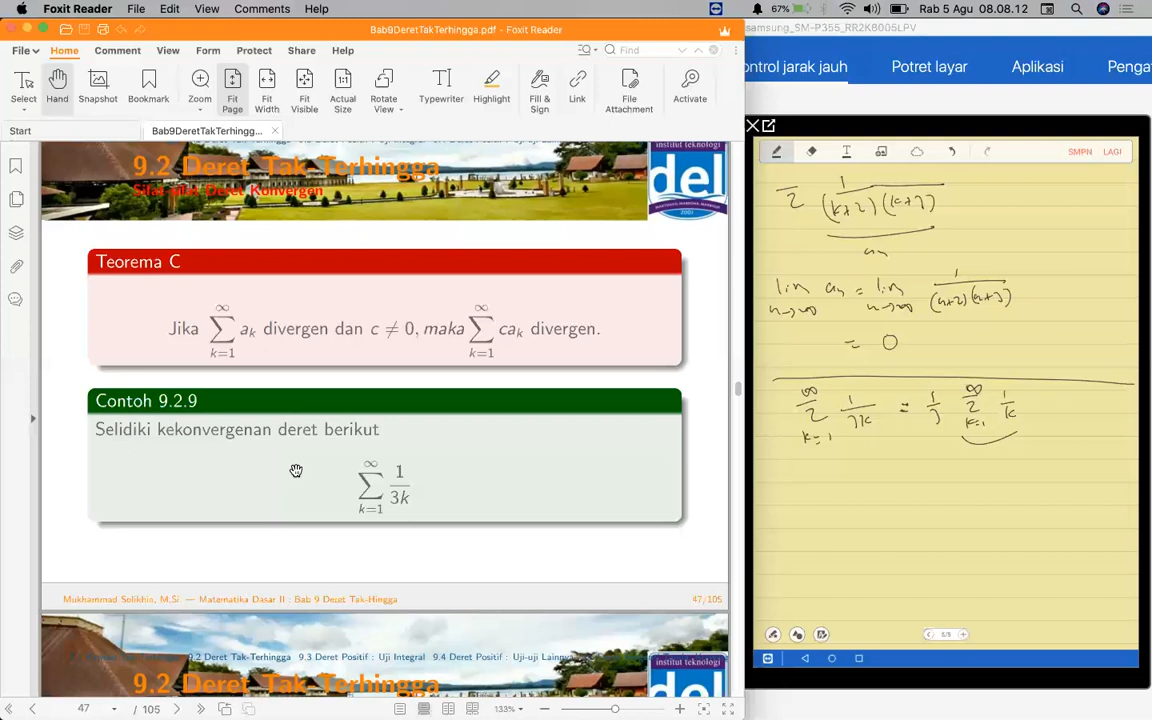 Foxit Reader File Edit View Comments Help
67% Rab 5 Agu 08.08.12
Bab9DeretTakTerhingga.pdf - Foxit Reader
samsung_SM-P355_RR2K8005LPV
File Home Comment View Form Protect Share Help Find
ontrol jarak jauh Potret layar Aplikasi Pengat
Select Hand Snapshot Bookmark Zoom Fit Page Fit Width Fit Visible Actual Size Rotate View Typewriter Highlight Fill & Sign Link File Attachment Activate
Start Bab9DeretTakTerhingg...
9.2 Deret Tak-Terhingga
Sifat-sifat Deret Konvergen
institut teknologi
del
2001
SMPN LAGI
Teorema C
Jika ∑_{k=1}^{∞} a_k divergen dan c ≠ 0, maka ∑_{k=1}^{∞} ca_k divergen.
Contoh 9.2.9
Selidiki kekonvergenan deret berikut
∑_{k=1}^{∞} 1/3k
Mukhammad Solikhin, M.Si — Matematika Dasar II : Bab 9 Deret Tak-Hingga 47/105
9.2 Deret Tak-Terhingga 9.3 Deret Positif : Uji Integral 9.4 Deret Positif : Uji-uji Lainnya
institut teknologi
9.2 Deret Tak-Terhingga
47 / 105 133%
1/(k+2)(k+3)
an
lim n→∞ an = lim n→∞ 1/(n+2)(n+3)
= 0
∑_{k=1}^{∞} 1/3k = 1/3 ∑_{k=1}^{∞} 1/k
5/5